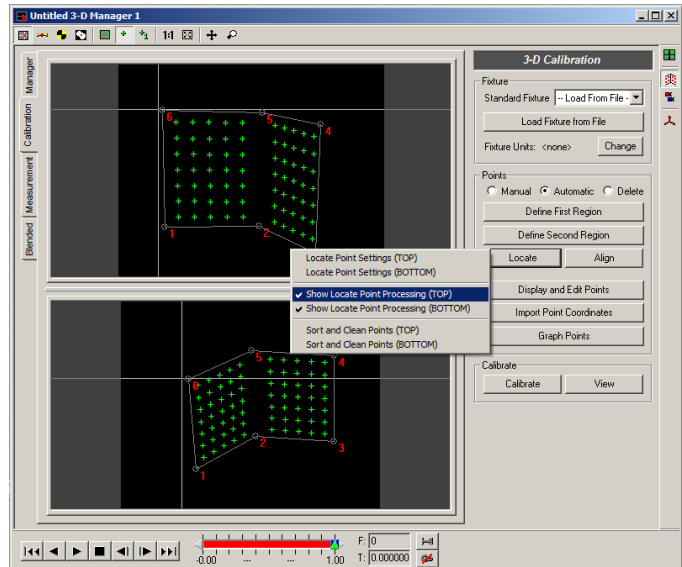 Untitled 3-D Manager 1
1:1
Manager
Calibration
Measurement
Blended
6
5
4
1
2
5
4
6
2
3
1
Locate Point Settings (TOP)
Locate Point Settings (BOTTOM)
Show Locate Point Processing (TOP)
Show Locate Point Processing (BOTTOM)
Sort and Clean Points (TOP)
Sort and Clean Points (BOTTOM)
3-D Calibration
Fixture
Standard Fixture -- Load From File -
Load Fixture from File
Fixture Units: <none> Change
Points
Manual Automatic Delete
Define First Region
Define Second Region
Locate Align
Display and Edit Points
Import Point Coordinates
Graph Points
Calibrate
Calibrate View
-0.00 ... ... 1.00
F: 0
T: 0.000000